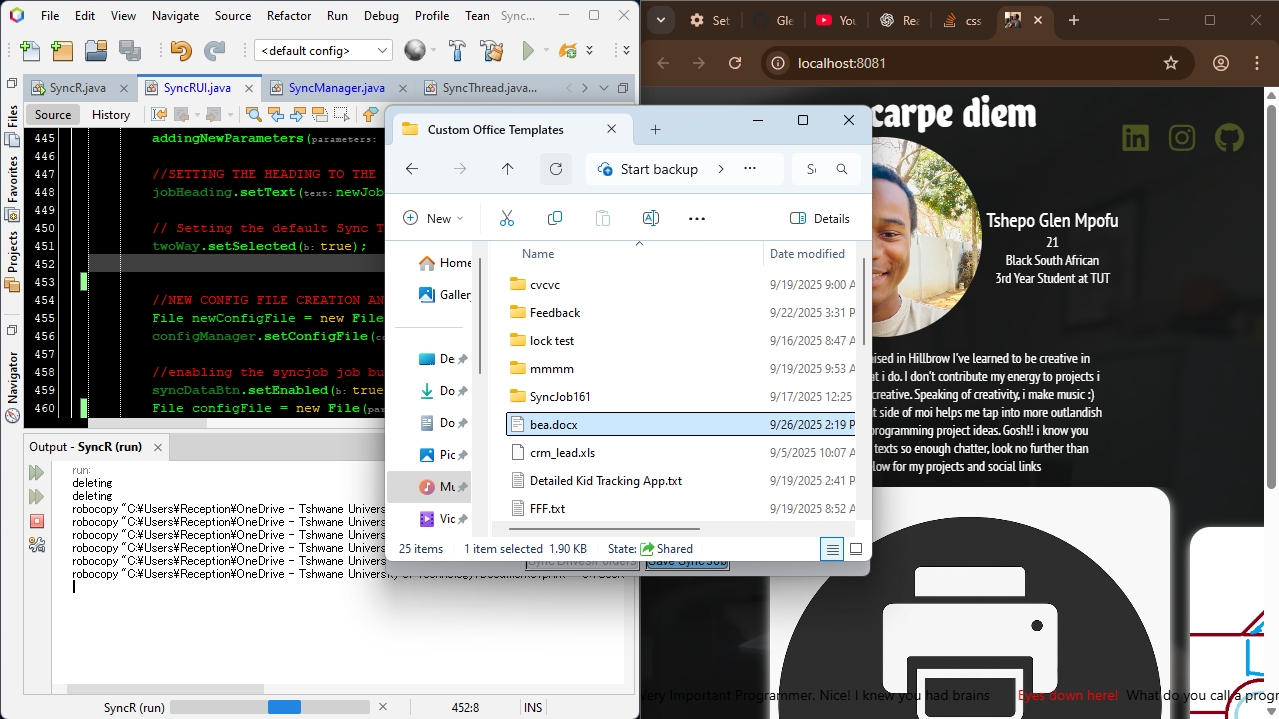 File Edit View Navigate Source Refactor Run Debug Profile Tean Sync...
<default config>
SyncR.java SyncRUI.java SyncManager.java SyncThread.java...
Source History
Files
Favorites
Projects
Navigator
445 addingNewParameters(parameters:
446
447 //SETTING THE HEADING TO THE
448 jobHeading.setText(text:newJob
449
450 // Setting the default Sync T
451 twoWay.setSelected(b:true);
452
453
454 //NEW CONFIG FILE CREATION AN
455 File newConfigFile = new File
456 configManager.setConfigFile(
457
458 //enabling the syncjob job bu
459 syncDataBtn.setEnabled(b:true
460 File configFile = new File(
Output - SyncR (run)
run:
deleting
deleting
robocopy "C:¥Users¥Reception¥OneDrive - Tshwane Univers
robocopy "C:¥Users¥Reception¥OneDrive - Tshwane Univers
robocopy "C:¥Users¥Reception¥OneDrive - Tshwane Univers
robocopy "C:¥Users¥Reception¥OneDrive - Tshwane Univers
robocopy "C:¥Users¥Reception¥OneDrive - Tshwane Univers
robocopy "C:¥Users¥Reception¥OneDrive - Tshwane
SyncR (run) 452:8 INS
Custom Office Templates
Start backup
New Details
Home
Galler
De
Do
Do
Pic
Mu
Vic
Name Date modified
cvcvc 9/19/2025 9:00 A
Feedback 9/22/2025 3:31 P
lock test 9/16/2025 8:47 A
mmmm 9/19/2025 9:53 A
SyncJob161 9/17/2025 12:25
bea.docx 9/26/2025 2:19 P
crm_lead.xls 9/5/2025 10:07 A
Detailed Kid Tracking App.txt 9/19/2025 2:41 P
FFF.txt 9/19/2025 8:52 A
25 items 1 item selected 1.90 KB State: Shared
Save Sync Job
Set Gle You Rea css
localhost:8081
carpe diem
Tshepo Glen Mpofu
21
Black South African
3rd Year Student at TUT
ised in Hillbrow I've learned to be creative in
at i do. I don't contribute my energy to projects i
creative. Speaking of creativity, i make music :)
t side of moi helps me tap into more outlandish
programming project ideas. Gosh!! i know you
texts so enough chatter, look no further than
low for my projects and social links
Very Important Programmer. Nice! I knew you had brains Eyes down here! What do you call a progr